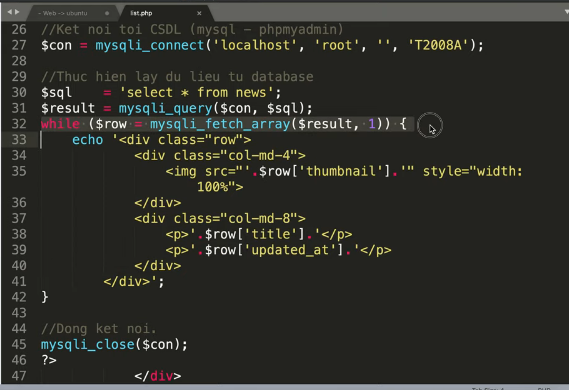 - Web -> ubuntu
list.php
26 //Ket noi toi CSDL (mysql - phpmyadmin)
27 $con = mysqli_connect('localhost', 'root', '', 'T2008A');
28
29 //Thuc hien lay du lieu tu database
30 $sql    = 'select * from news';
31 $result = mysqli_query($con, $sql);
32 while ($row = mysqli_fetch_array($result, 1)) {
33     echo '<div class="row">
34             <div class="col-md-4">
35                 <img src="'.$row['thumbnail'].'" style="width:
100%">
36             </div>
37             <div class="col-md-8">
38                 <p>'.$row['title'].'</p>
39                 <p>'.$row['updated_at'].'</p>
40             </div>
41         </div>';
42 }
43
44 //Dong ket noi.
45 mysqli_close($con);
46 ?>
47             </div>